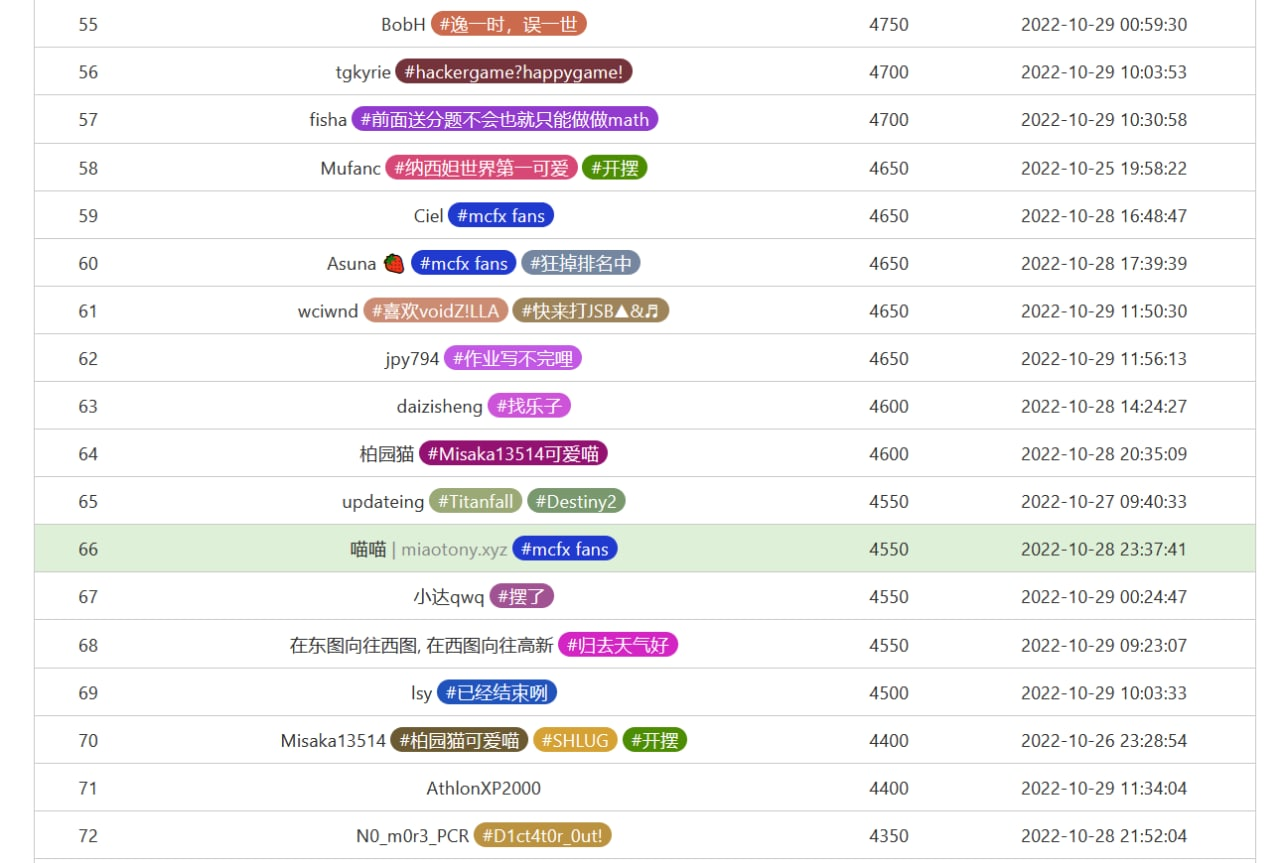 55 BobH #逸一时，误一世 4750 2022-10-29 00:59:30
56 tgkyrie #hackergame?happygame! 4700 2022-10-29 10:03:53
57 fisha #前面送分题不会也就只能做做math 4700 2022-10-29 10:30:58
58 Mufanc #纳西妲世界第一可爱 #开摆 4650 2022-10-25 19:58:22
59 Ciel #mcfx fans 4650 2022-10-28 16:48:47
60 Asuna 🍓 #mcfx fans #狂掉排名中 4650 2022-10-28 17:39:39
61 wciwnd #喜欢voidZ!LLA #快来打JSB▲&♬ 4650 2022-10-29 11:50:30
62 jpy794 #作业写不完哩 4650 2022-10-29 11:56:13
63 daizisheng #找乐子 4600 2022-10-28 14:24:27
64 柏园猫 #Misaka13514可爱喵 4600 2022-10-28 20:35:09
65 updateing #Titanfall #Destiny2 4550 2022-10-27 09:40:33
66 喵喵 | miaotony.xyz #mcfx fans 4550 2022-10-28 23:37:41
67 小达qwq #摆了 4550 2022-10-29 00:24:47
68 在东图向往西图, 在西图向往高新 #归去天气好 4550 2022-10-29 09:23:07
69 lsy #已经结束咧 4500 2022-10-29 10:03:33
70 Misaka13514 #柏园猫可爱喵 #SHLUG #开摆 4400 2022-10-26 23:28:54
71 AthlonXP2000 4400 2022-10-29 11:34:04
72 N0_m0r3_PCR #D1ct4t0r_0ut! 4350 2022-10-28 21:52:04